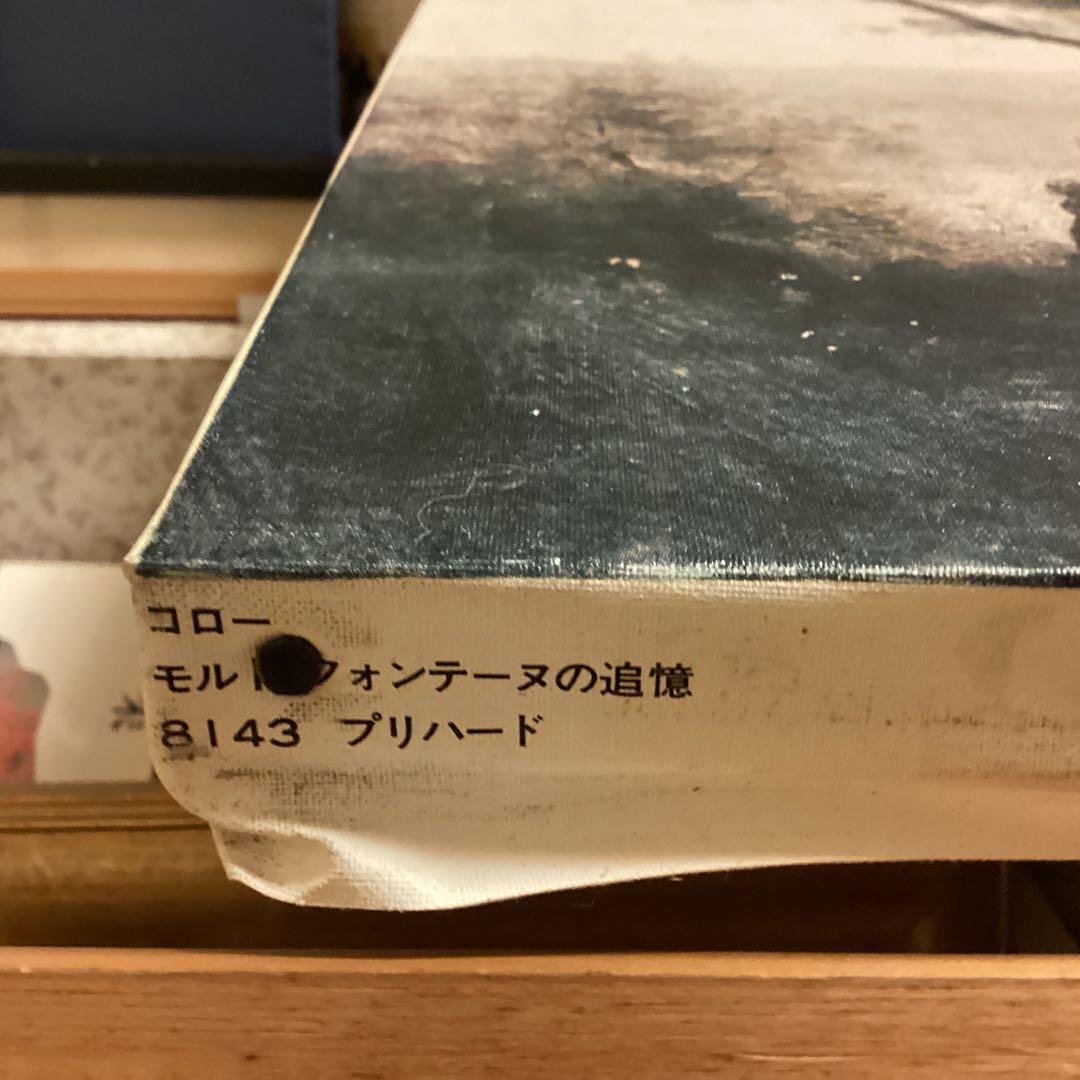 コロー
モルトフォンテーヌの追憶
8143 プリハード